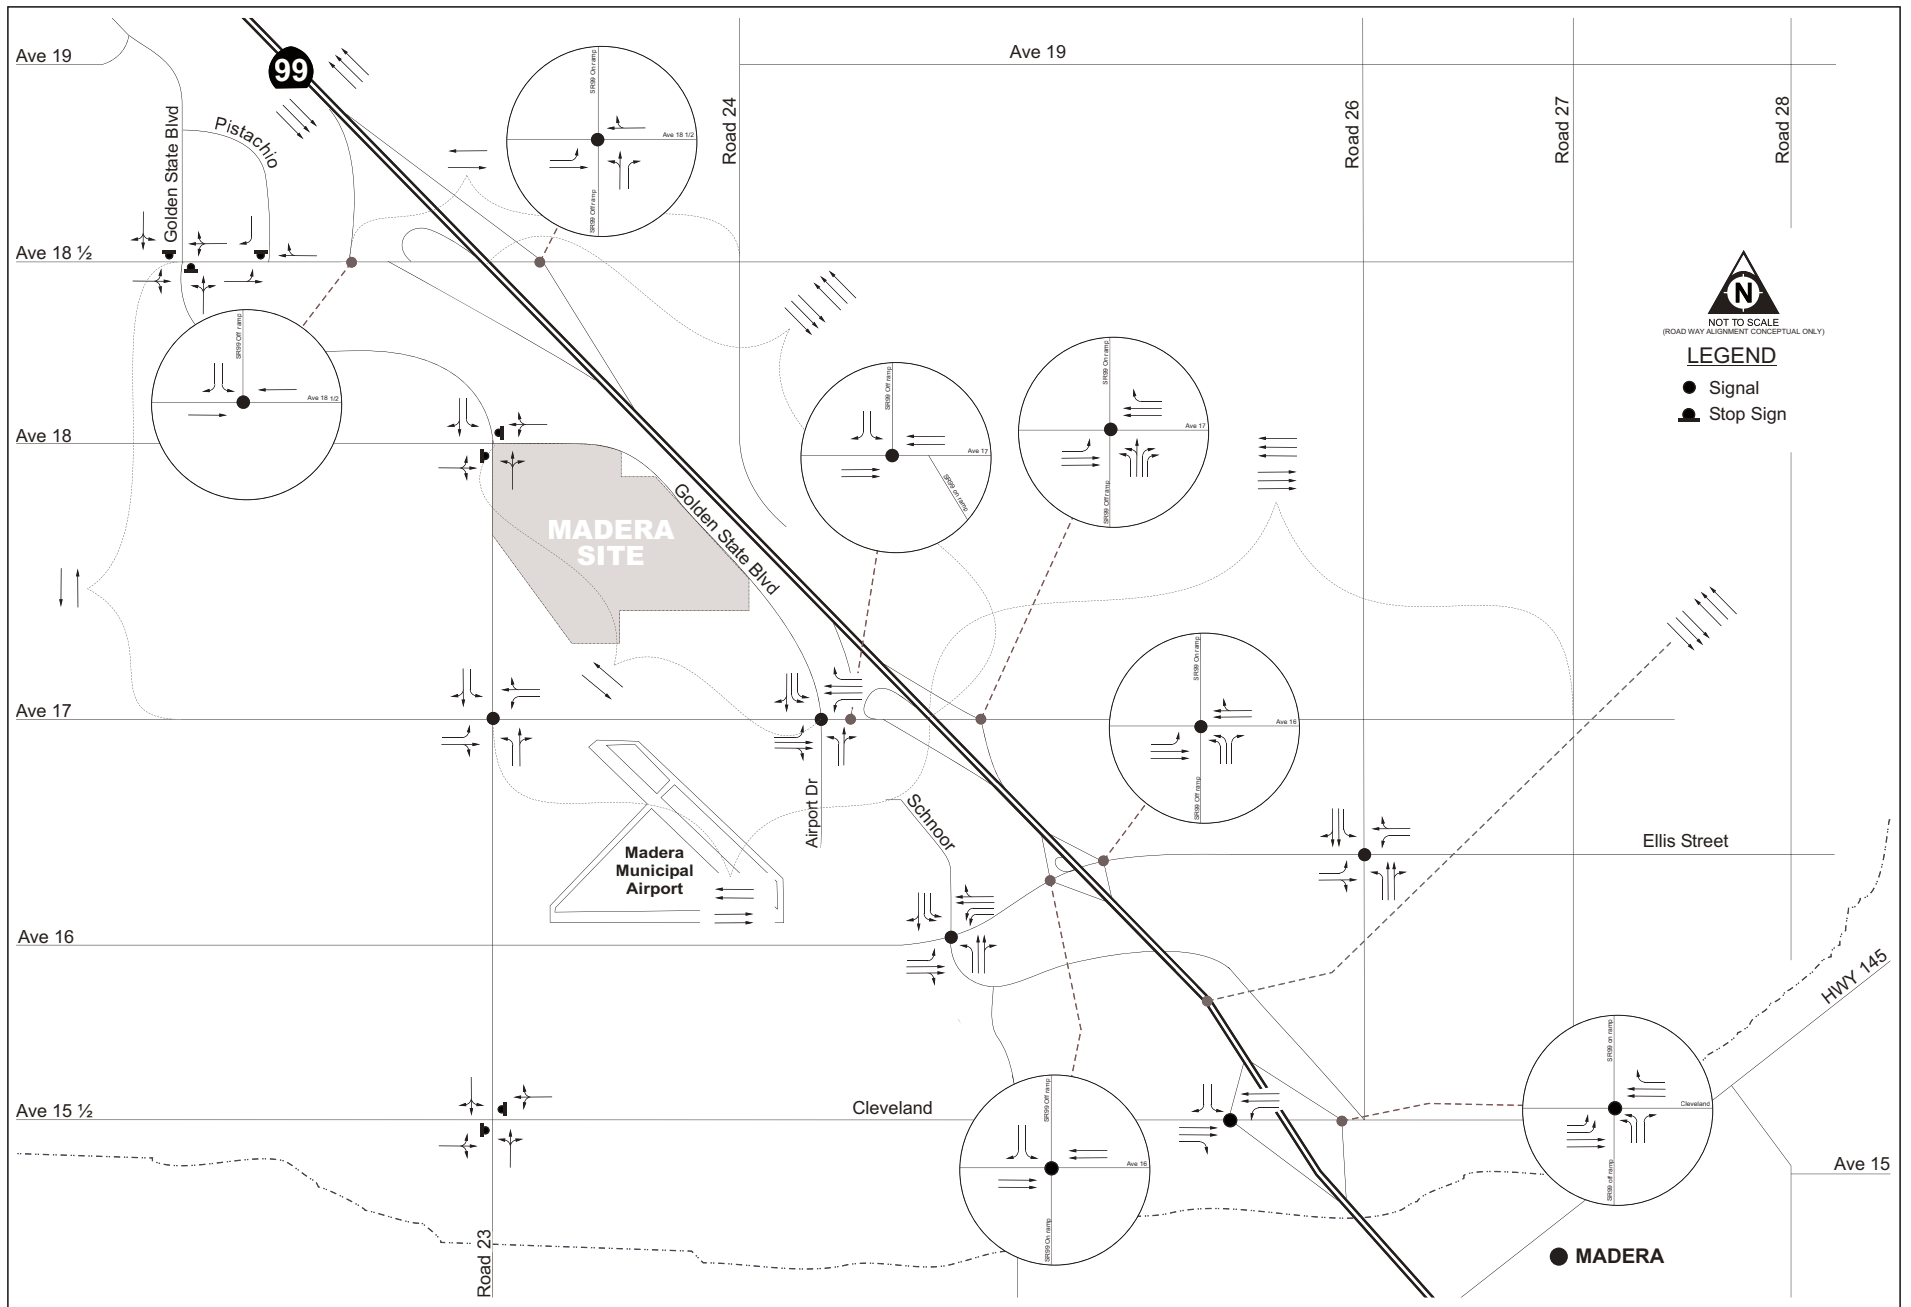 Ave 19
99
Ave 19
Golden State Blvd
Pistachio
SR99 On ramp
Ave 18 1/2
SR99 Off ramp
Road 24
Road 26
Road 27
Road 28
Ave 18 ½
N
NOT TO SCALE
(ROAD WAY ALIGNMENT CONCEPTUAL ONLY)
LEGEND
Signal
Stop Sign
SR99 Off ramp
Ave 18 1/2
SR99 Off ramp
Ave 17
SR99 on ramp
SR99 On ramp
Ave 17
SR99 Off ramp
Ave 18
MADERA
SITE
Golden State Blvd
Ave 17
SR99 On ramp
Ave 16
SR99 Off ramp
Airport Dr
Schnoor
Madera
Municipal
Airport
Ellis Street
Ave 16
HWY 145
Ave 15 ½
Cleveland
SR99 Off ramp
Ave 16
SR99 On ramp
SR99 on ramp
Cleveland
SR99 off ramp
Ave 15
Road 23
MADERA